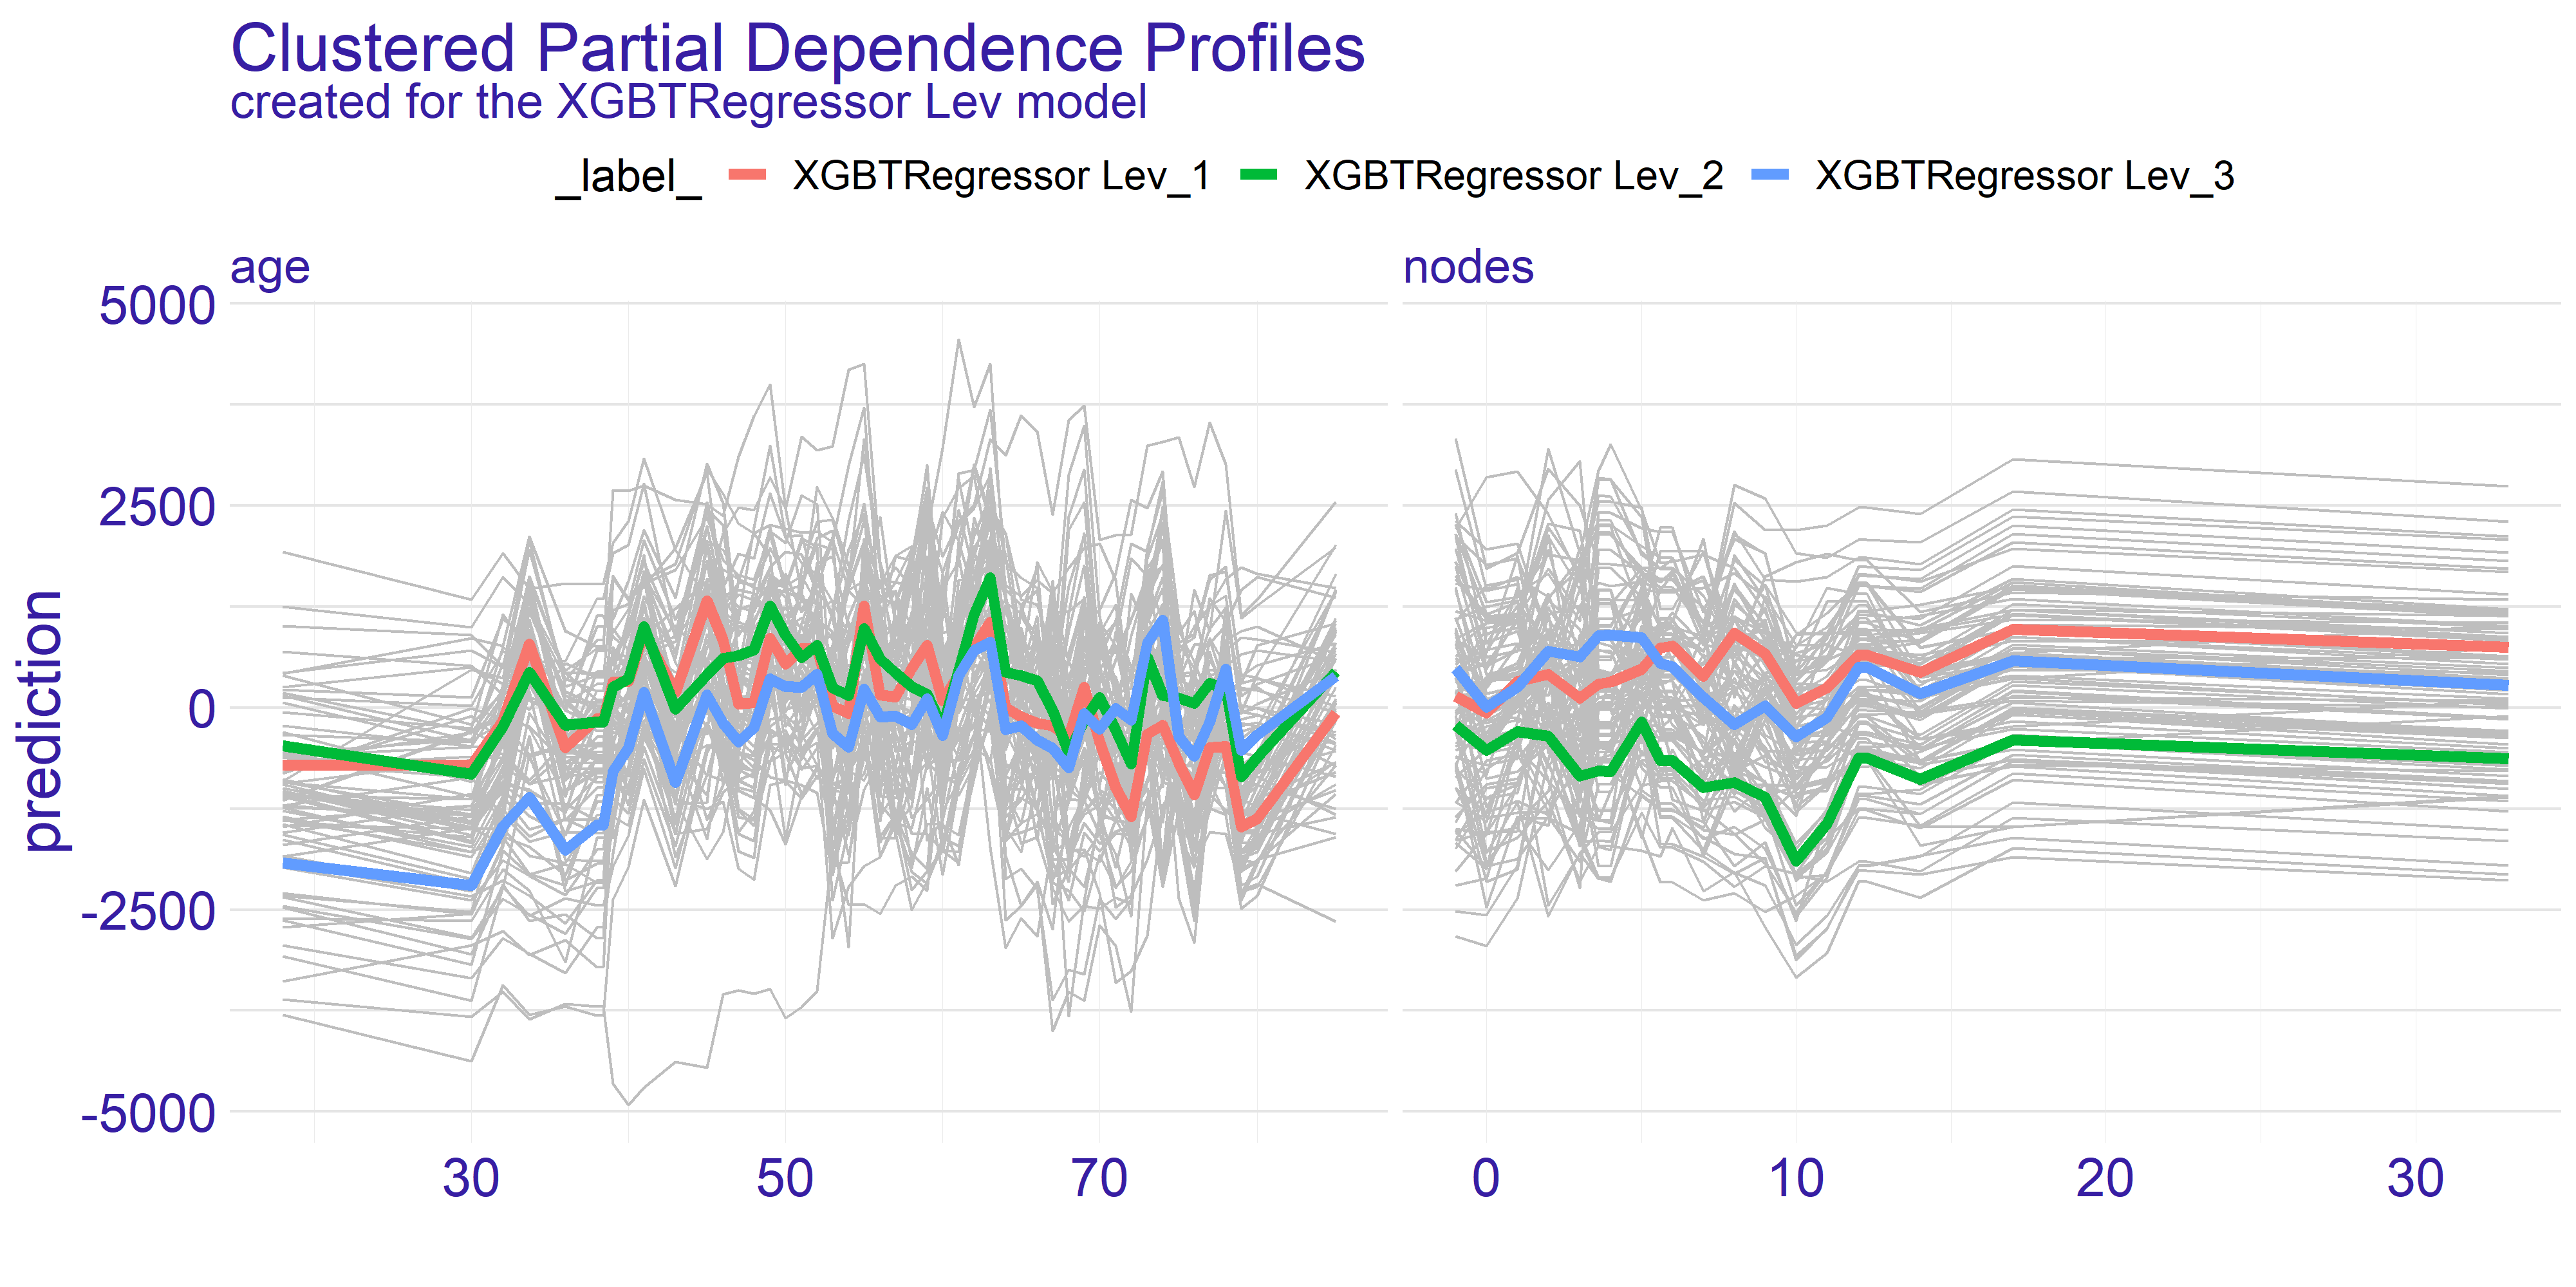 Clustered Partial Dependence Profiles
created for the XGBTRegressor Lev model
_label_ XGBTRegressor Lev_1 XGBTRegressor Lev_2 XGBTRegressor Lev_3
age nodes
5000
2500
0
-2500
-5000
prediction
30 50 70 0 10 20 30